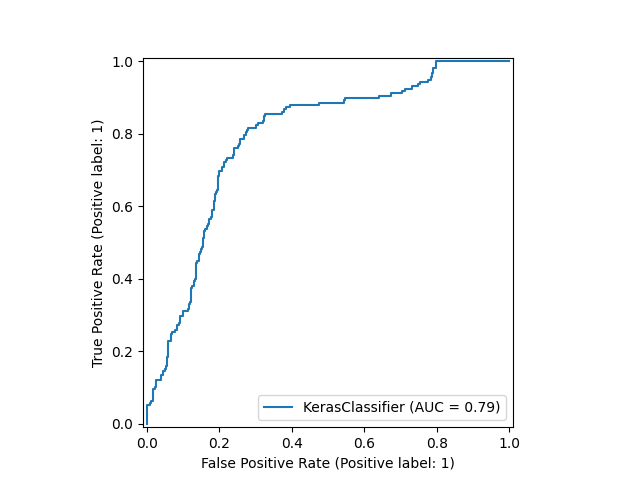 1.0
0.8
0.6
0.4
0.2
0.0
True Positive Rate (Positive label: 1)
KerasClassifier (AUC = 0.79)
0.0 0.2 0.4 0.6 0.8 1.0
False Positive Rate (Positive label: 1)